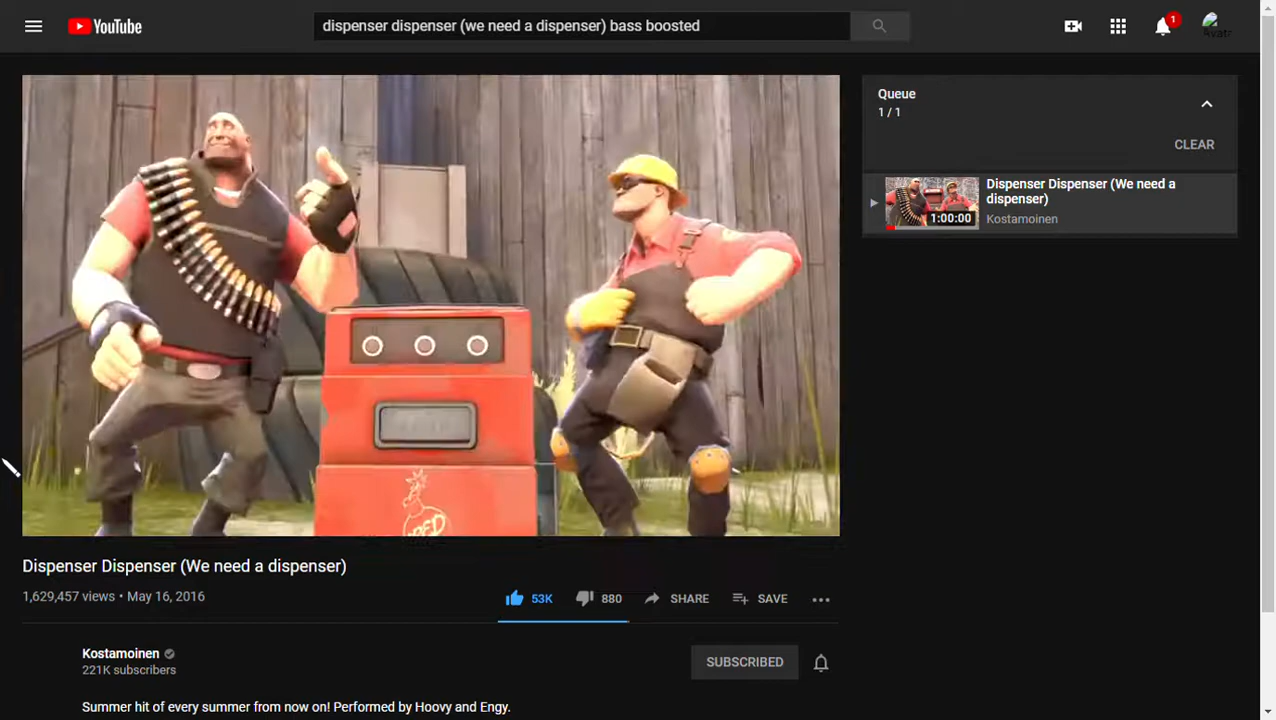 YouTube
dispenser dispenser (we need a dispenser) bass boosted
1
Queue
1 / 1
CLEAR
Dispenser Dispenser (We need a
dispenser)
1:00:00
Kostamoinen
RED
Dispenser Dispenser (We need a dispenser)
1,629,457 views • May 16, 2016
53K 880 SHARE SAVE
Kostamoinen
221K subscribers
SUBSCRIBED
Summer hit of every summer from now on! Performed by Hoovy and Engy.